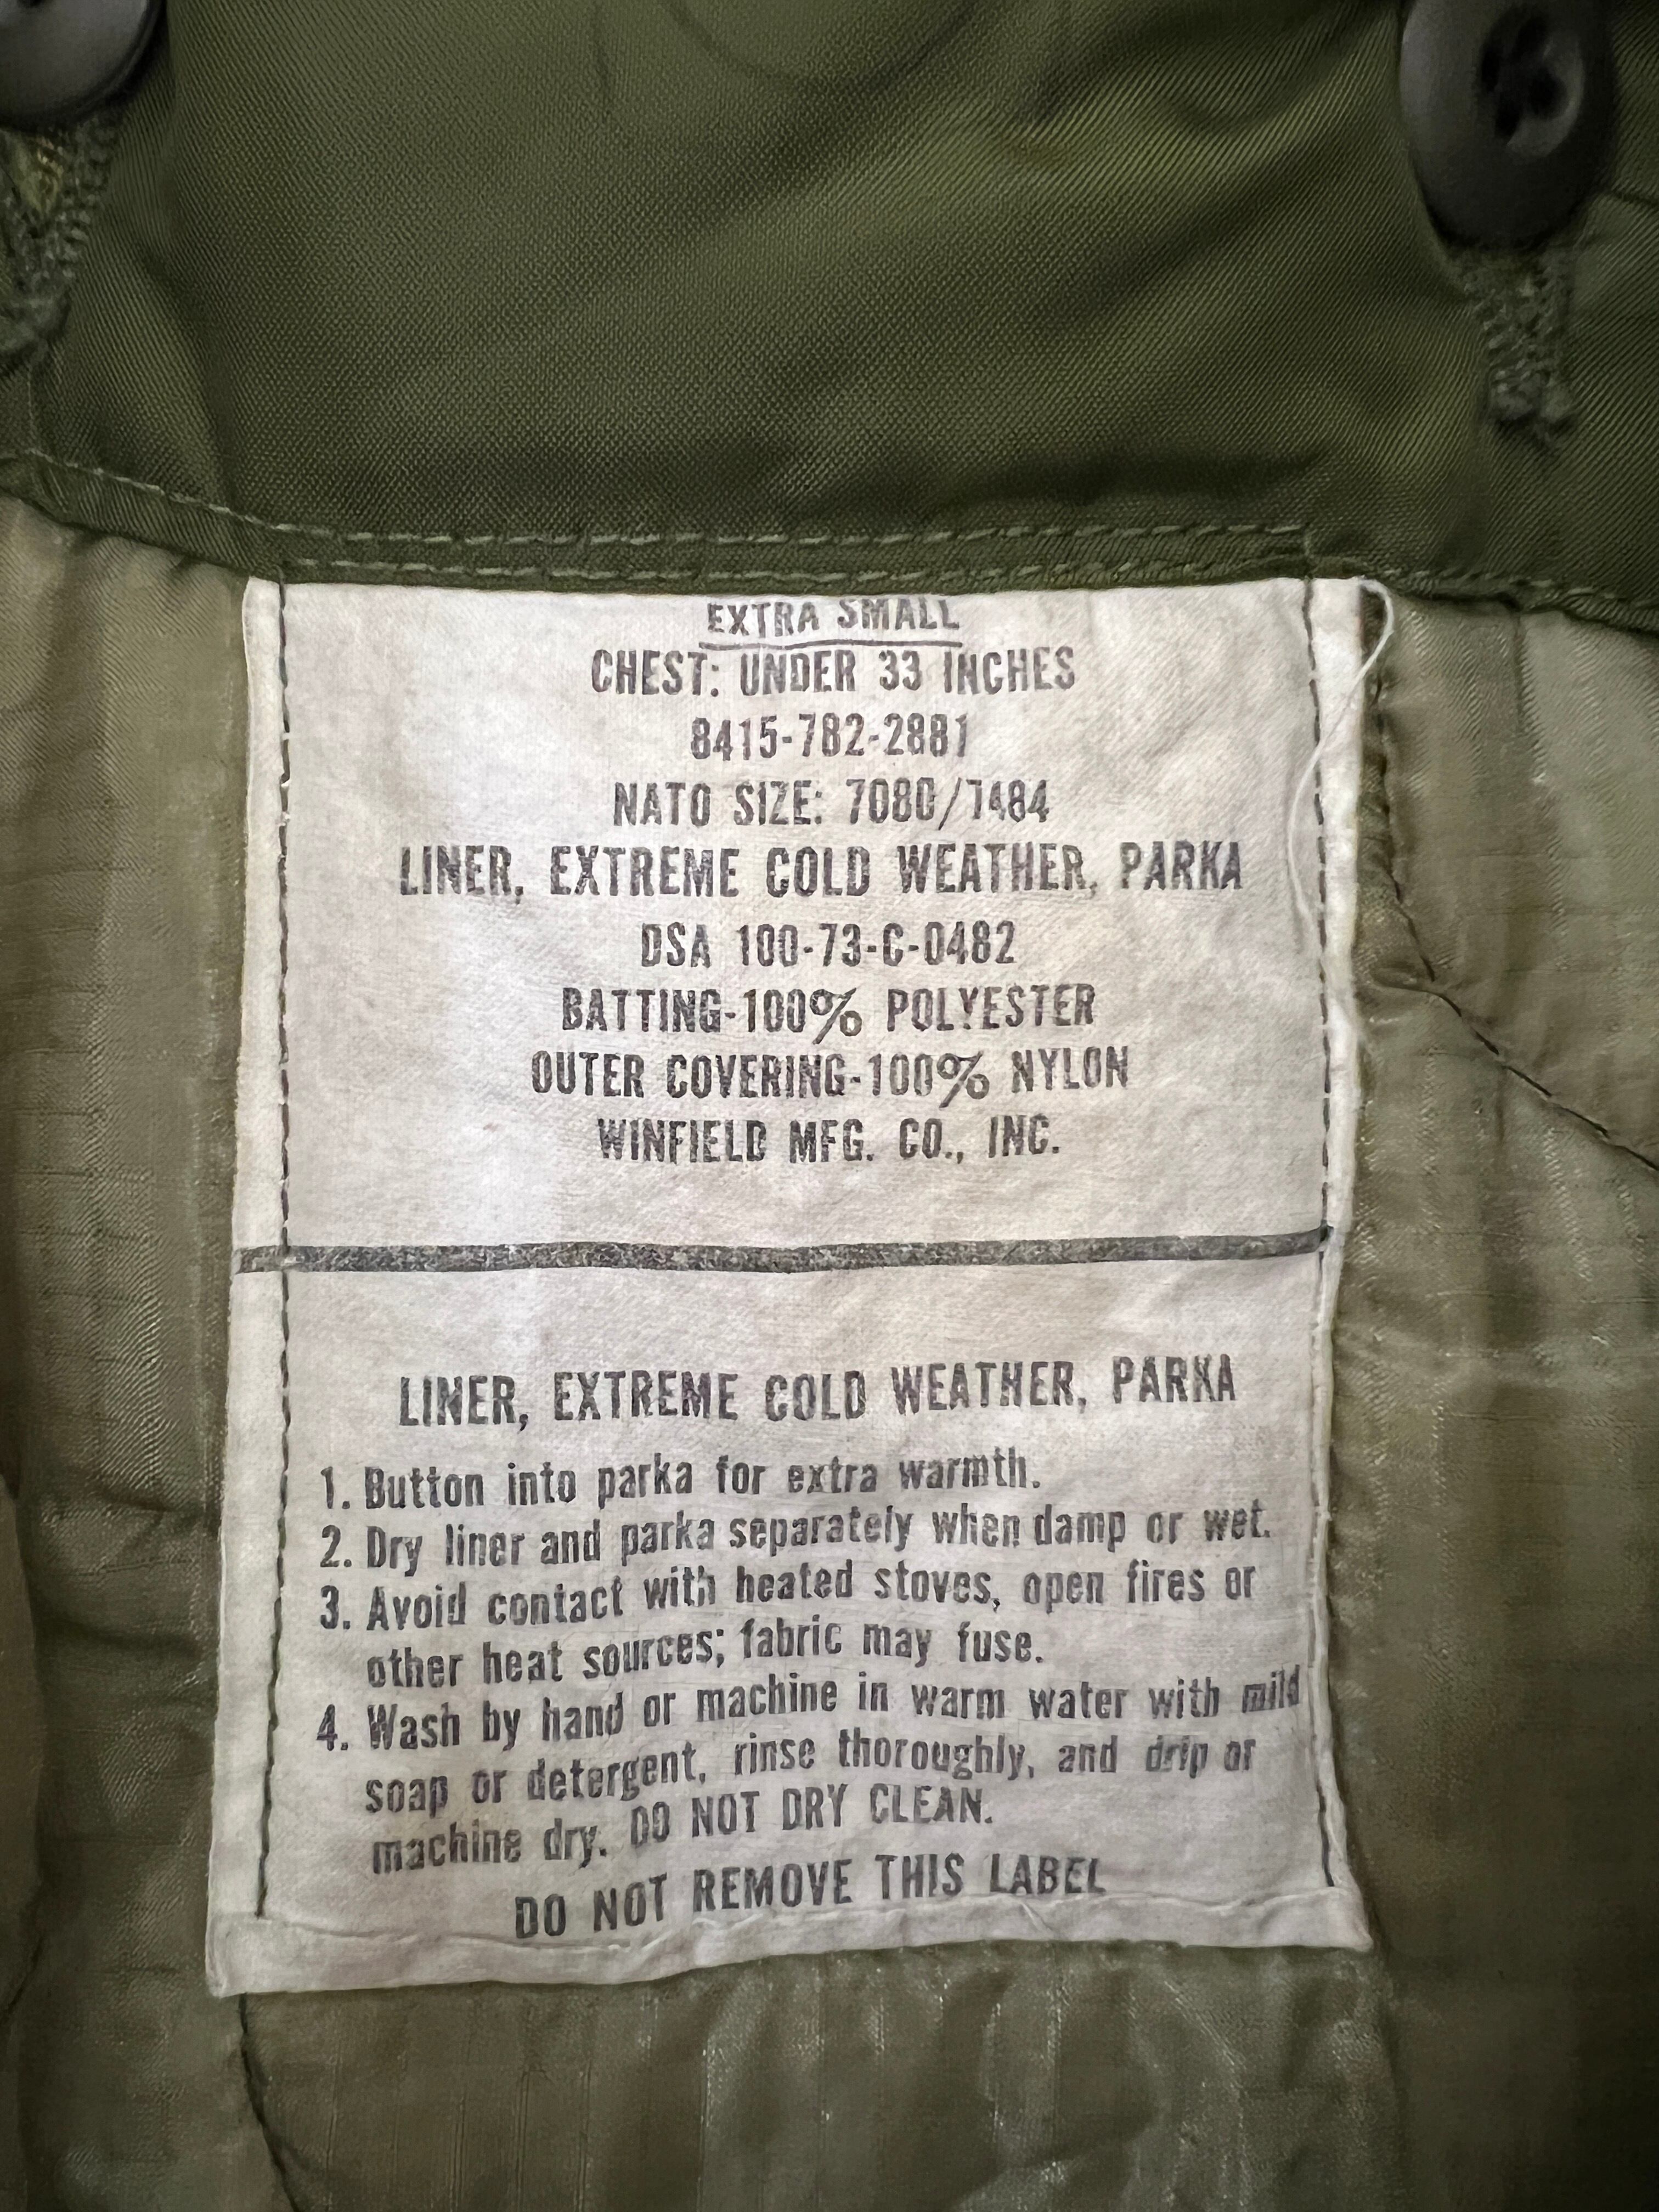 EXTRA SMALL
CHEST: UNDER 33 INCHES
8415-782-2881
NATO SIZE: 7080/7484
LINER, EXTREME COLD WEATHER, PARKA
DSA 100-73-C-0482
BATTING-100% POLYESTER
OUTER COVERING-100% NYLON
WINFIELD MFG. CO., INC.
LINER, EXTREME COLD WEATHER, PARKA
1. Button into parka for extra warmth.
2. Dry liner and parka separately when damp or wet.
3. Avoid contact with heated stoves, open fires or
other heat sources; fabric may fuse.
4. Wash by hand or machine in warm water with mild
soap or detergent, rinse thoroughly, and drip or
machine dry. DO NOT DRY CLEAN.
DO NOT REMOVE THIS LABEL